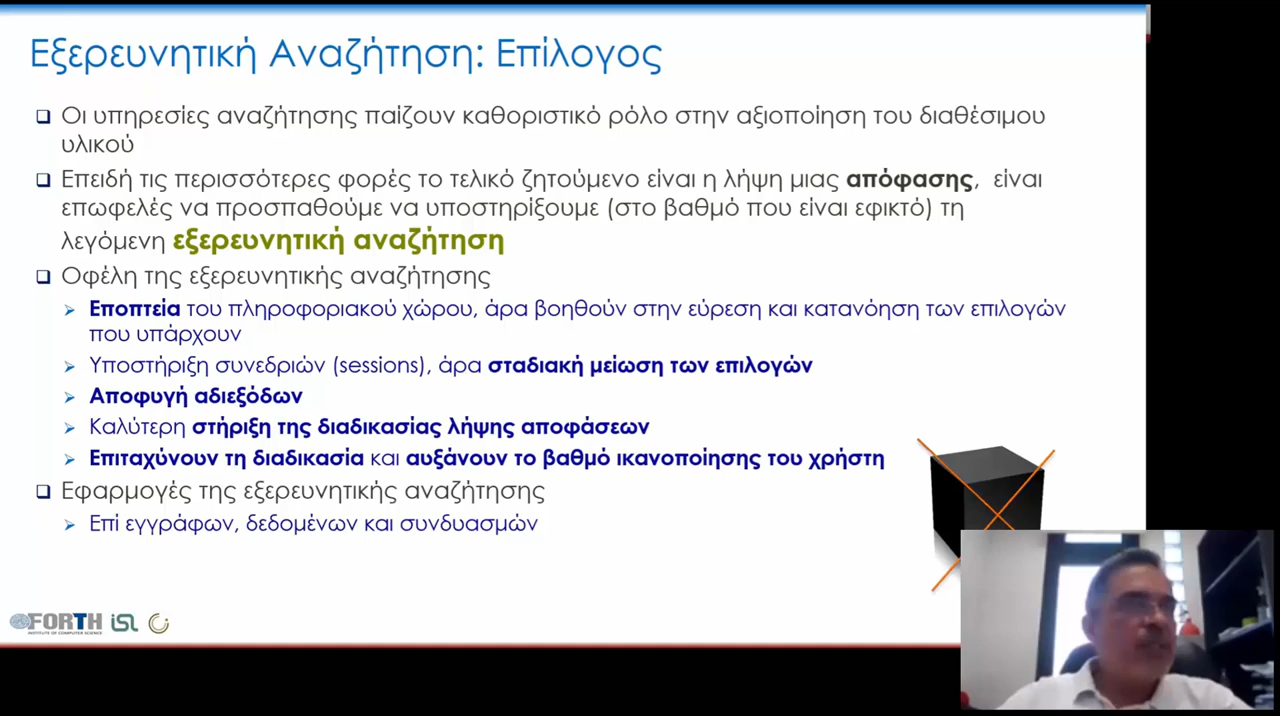 Εξερευνητική Αναζήτηση: Επίλογος
Οι υπηρεσίες αναζήτησης παίζουν καθοριστικό ρόλο στην αξιοποίηση του διαθέσιμου
υλικού
Επειδή τις περισσότερες φορές το τελικό ζητούμενο είναι η λήψη μιας απόφασης, είναι
επωφελές να προσπαθούμε να υποστηρίξουμε (στο βαθμό που είναι εφικτό) τη
λεγόμενη εξερευνητική αναζήτηση
Οφέλη της εξερευνητικής αναζήτησης
Εποπτεία του πληροφοριακού χώρου, άρα βοηθούν στην εύρεση και κατανόηση των επιλογών
που υπάρχουν
Υποστήριξη συνεδριών (sessions), άρα σταδιακή μείωση των επιλογών
Αποφυγή αδιεξόδων
Καλύτερη στήριξη της διαδικασίας λήψης αποφάσεων
Επιταχύνουν τη διαδικασία και αυξάνουν το βαθμό ικανοποίησης του χρήστη
Εφαρμογές της εξερευνητικής αναζήτησης
Επί εγγράφων, δεδομένων και συνδυασμών
FORTH isl
INSTITUTE OF COMPUTER SCIENCE